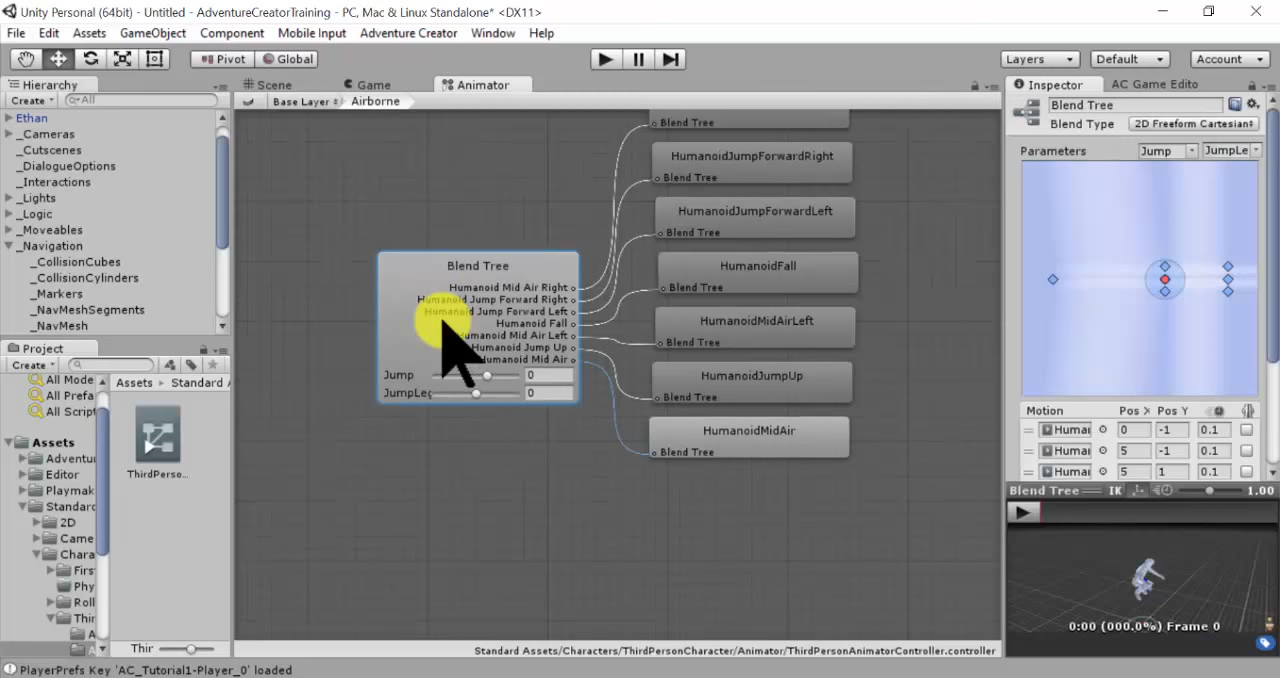 Unity Personal (64bit) - Untitled - AdventureCreatorTraining - PC, Mac & Linux Standalone* <DX11>
File Edit Assets GameObject Component Mobile Input Adventure Creator Window Help
Pivot Global Layers Default Account
Hierarchy Scene Game Animator Inspector AC Game Edito
Create All Base Layer Airborne Blend Tree
Ethan
_Cameras
_Cutscenes
_DialogueOptions
_Interactions
_Lights
_Logic
_Moveables
_Navigation
_CollisionCubes
_CollisionCylinders
_Markers
_NavMeshSegments
_NavMesh
Project
Create
All Mode
All Prefa
All Script
Assets
Adventu
Editor
Playmak
Standard
2D
Came
Chara
Firs
Phy
Roll
Thir
A
A
Assets Standard A
ThirdPerso...
Thir
Blend Tree
Humanoid Mid Air Right
Humanoid Jump Forward Right
Humanoid Jump Forward Left
Humanoid Fall
Humanoid Mid Air Left
Humanoid Jump Up
Humanoid Mid Air
Jump 0
JumpLeg 0
Blend Tree
HumanoidJumpForwardRight
Blend Tree
HumanoidJumpForwardLeft
Blend Tree
HumanoidFall
Blend Tree
HumanoidMidAirLeft
Blend Tree
HumanoidJumpUp
Blend Tree
HumanoidMidAir
Blend Tree
Standard Assets/Characters/ThirdPersonCharacter/Animator/ThirdPersonAnimatorController.controller
Blend Type 2D Freeform Cartesian
Parameters Jump JumpLe
Motion Pos X Pos Y
Human 0 -1 0.1
Human 5 -1 0.1
Human 5 1 0.1
Blend Tree IK 1.00
0:00 (000.0%) Frame 0
PlayerPrefs Key 'AC_Tutorial1-Player_0' loaded